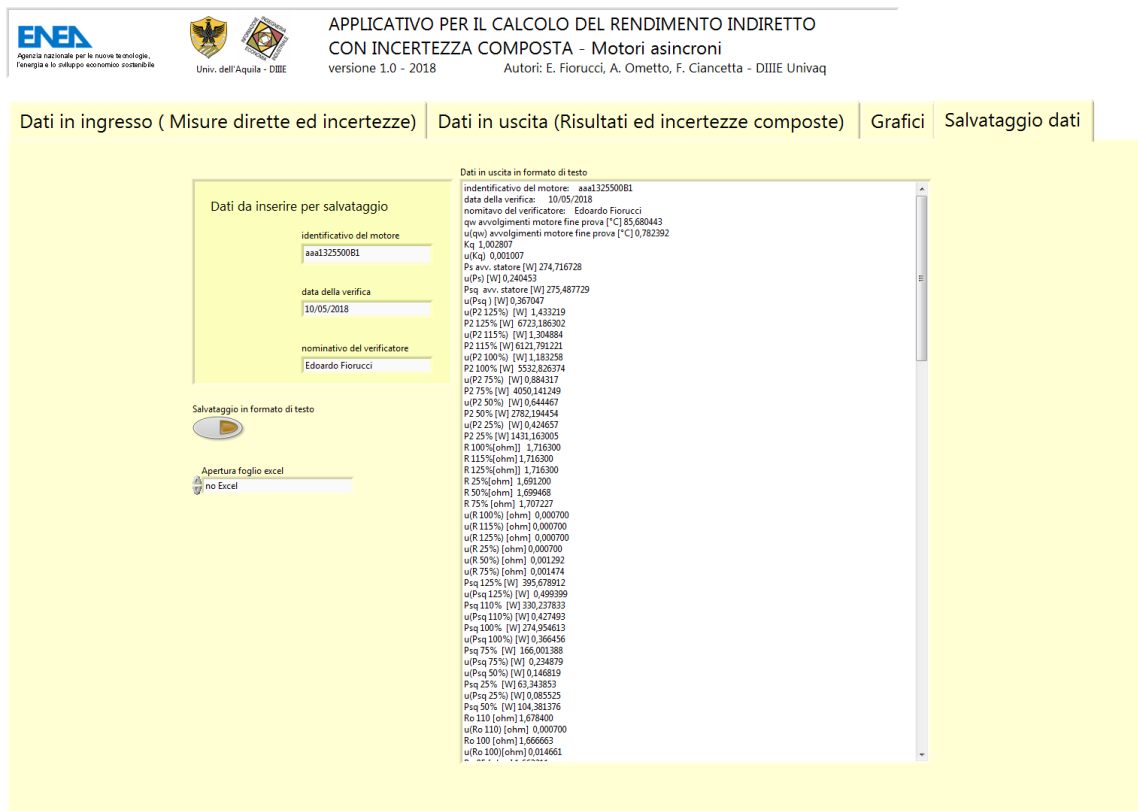 ENEA
Agenzia nazionale per le nuove tecnologie,
l'energia e lo sviluppo economico sostenibile
Univ. dell'Aquila - DIIIE
APPLICATIVO PER IL CALCOLO DEL RENDIMENTO INDIRETTO
CON INCERTEZZA COMPOSTA - Motori asincroni
versione 1.0 - 2018 Autori: E. Fiorucci, A. Ometto, F. Ciancetta - DIIIE Univaq
Dati in ingresso ( Misure dirette ed incertezze)
Dati in uscita (Risultati ed incertezze composte)
Grafici
Salvataggio dati
Dati da inserire per salvataggio
identificativo del motore
aaa1325500B1
data della verifica
10/05/2018
nominativo del verificatore
Edoardo Fiorucci
Salvataggio in formato di testo
Apertura foglio excel
no Excel
Dati in uscita in formato di testo
indentificativo del motore: aaa1325500B1
data della verifica: 10/05/2018
nomitavo del verificatore: Edoardo Fiorucci
qw avvolgimenti motore fine prova [°C] 85,680443
u(qw) avvolgimenti motore fine prova [°C] 0,782392
Kq 1,002807
u(Kq) 0,001007
Ps avv. statore [W] 274,716728
u(Ps) [W] 0,240453
Psq avv. statore [W] 275,487729
u(Psq ) [W] 0,367047
u(P2 125%) [W] 1,433219
P2 125% [W] 6723,186302
u(P2 115%) [W] 1,304884
P2 115% [W] 6121,791221
u(P2 100%) [W] 1,183258
P2 100% [W] 5532,826374
u(P2 75%) [W] 0,884317
P2 75% [W] 4050,141249
u(P2 50%) [W] 0,644467
P2 50% [W] 2782,194454
u(P2 25%) [W] 0,424657
P2 25% [W] 1431,163005
R 100%[ohm]] 1,716300
R 115%[ohm] 1,716300
R 125%[ohm]] 1,716300
R 25%[ohm] 1,691200
R 50%[ohm] 1,699468
R 75% [ohm] 1,707227
u(R 100%) [ohm] 0,000700
u(R 115%) [ohm] 0,000700
u(R 125%) [ohm] 0,000700
u(R 25%) [ohm] 0,000700
u(R 50%) [ohm] 0,001292
u(R 75%) [ohm] 0,001474
Psq 125% [W] 395,678912
u(Psq 125%) [W] 0,499399
Psq 110% [W] 330,237833
u(Psq 110%) [W] 0,427493
Psq 100% [W] 274,954613
u(Psq 100%) [W] 0,366456
Psq 75% [W] 166,001388
u(Psq 75%) [W] 0,234879
u(Psq 50%) [W] 0,146819
Psq 25% [W] 63,343853
u(Psq 25%) [W] 0,085525
Psq 50% [W] 104,381376
Ro 110 [ohm] 1,678400
u(Ro 110) [ohm] 0,000700
Ro 100 [ohm] 1,666663
u(Ro 100)[ohm] 0,014661